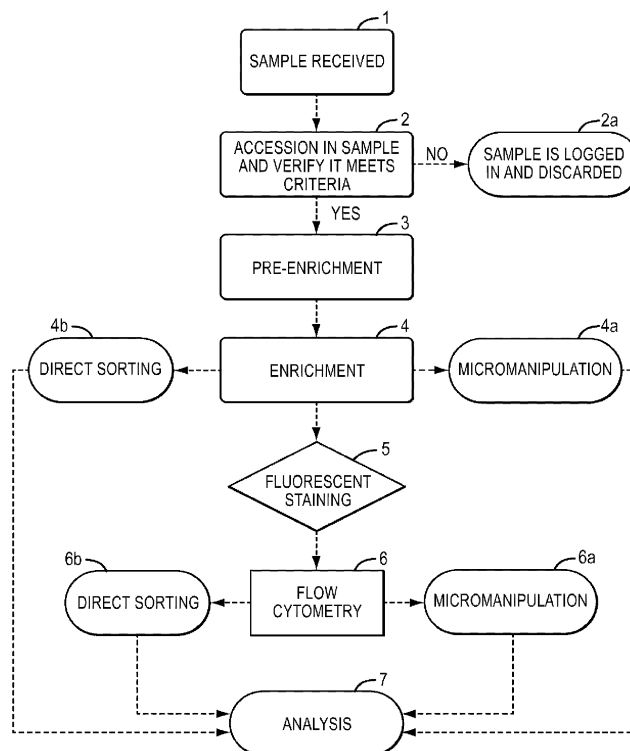 1
SAMPLE RECEIVED
2
ACCESSION IN SAMPLE
AND VERIFY IT MEETS
CRITERIA
NO
2a
SAMPLE IS LOGGED
IN AND DISCARDED
YES
3
PRE-ENRICHMENT
4b
DIRECT SORTING
4
ENRICHMENT
4a
MICROMANIPULATION
5
FLUORESCENT
STAINING
6b
DIRECT SORTING
6
FLOW
CYTOMETRY
6a
MICROMANIPULATION
7
ANALYSIS